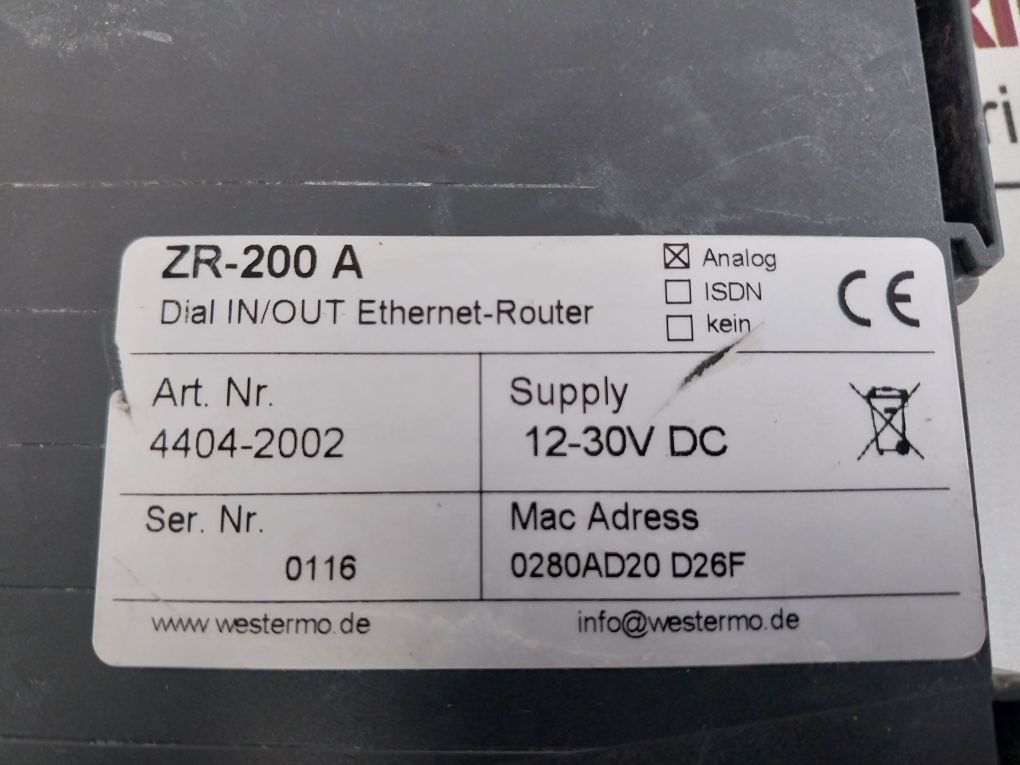 ZR-200 A
Dial IN/OUT Ethernet-Router
Analog
ISDN
kein
CE
Art. Nr.
4404-2002
Supply
12-30V DC
Ser. Nr.
0116
Mac Adress
0280AD20 D26F
www.westermo.de
info@westermo.de
ri